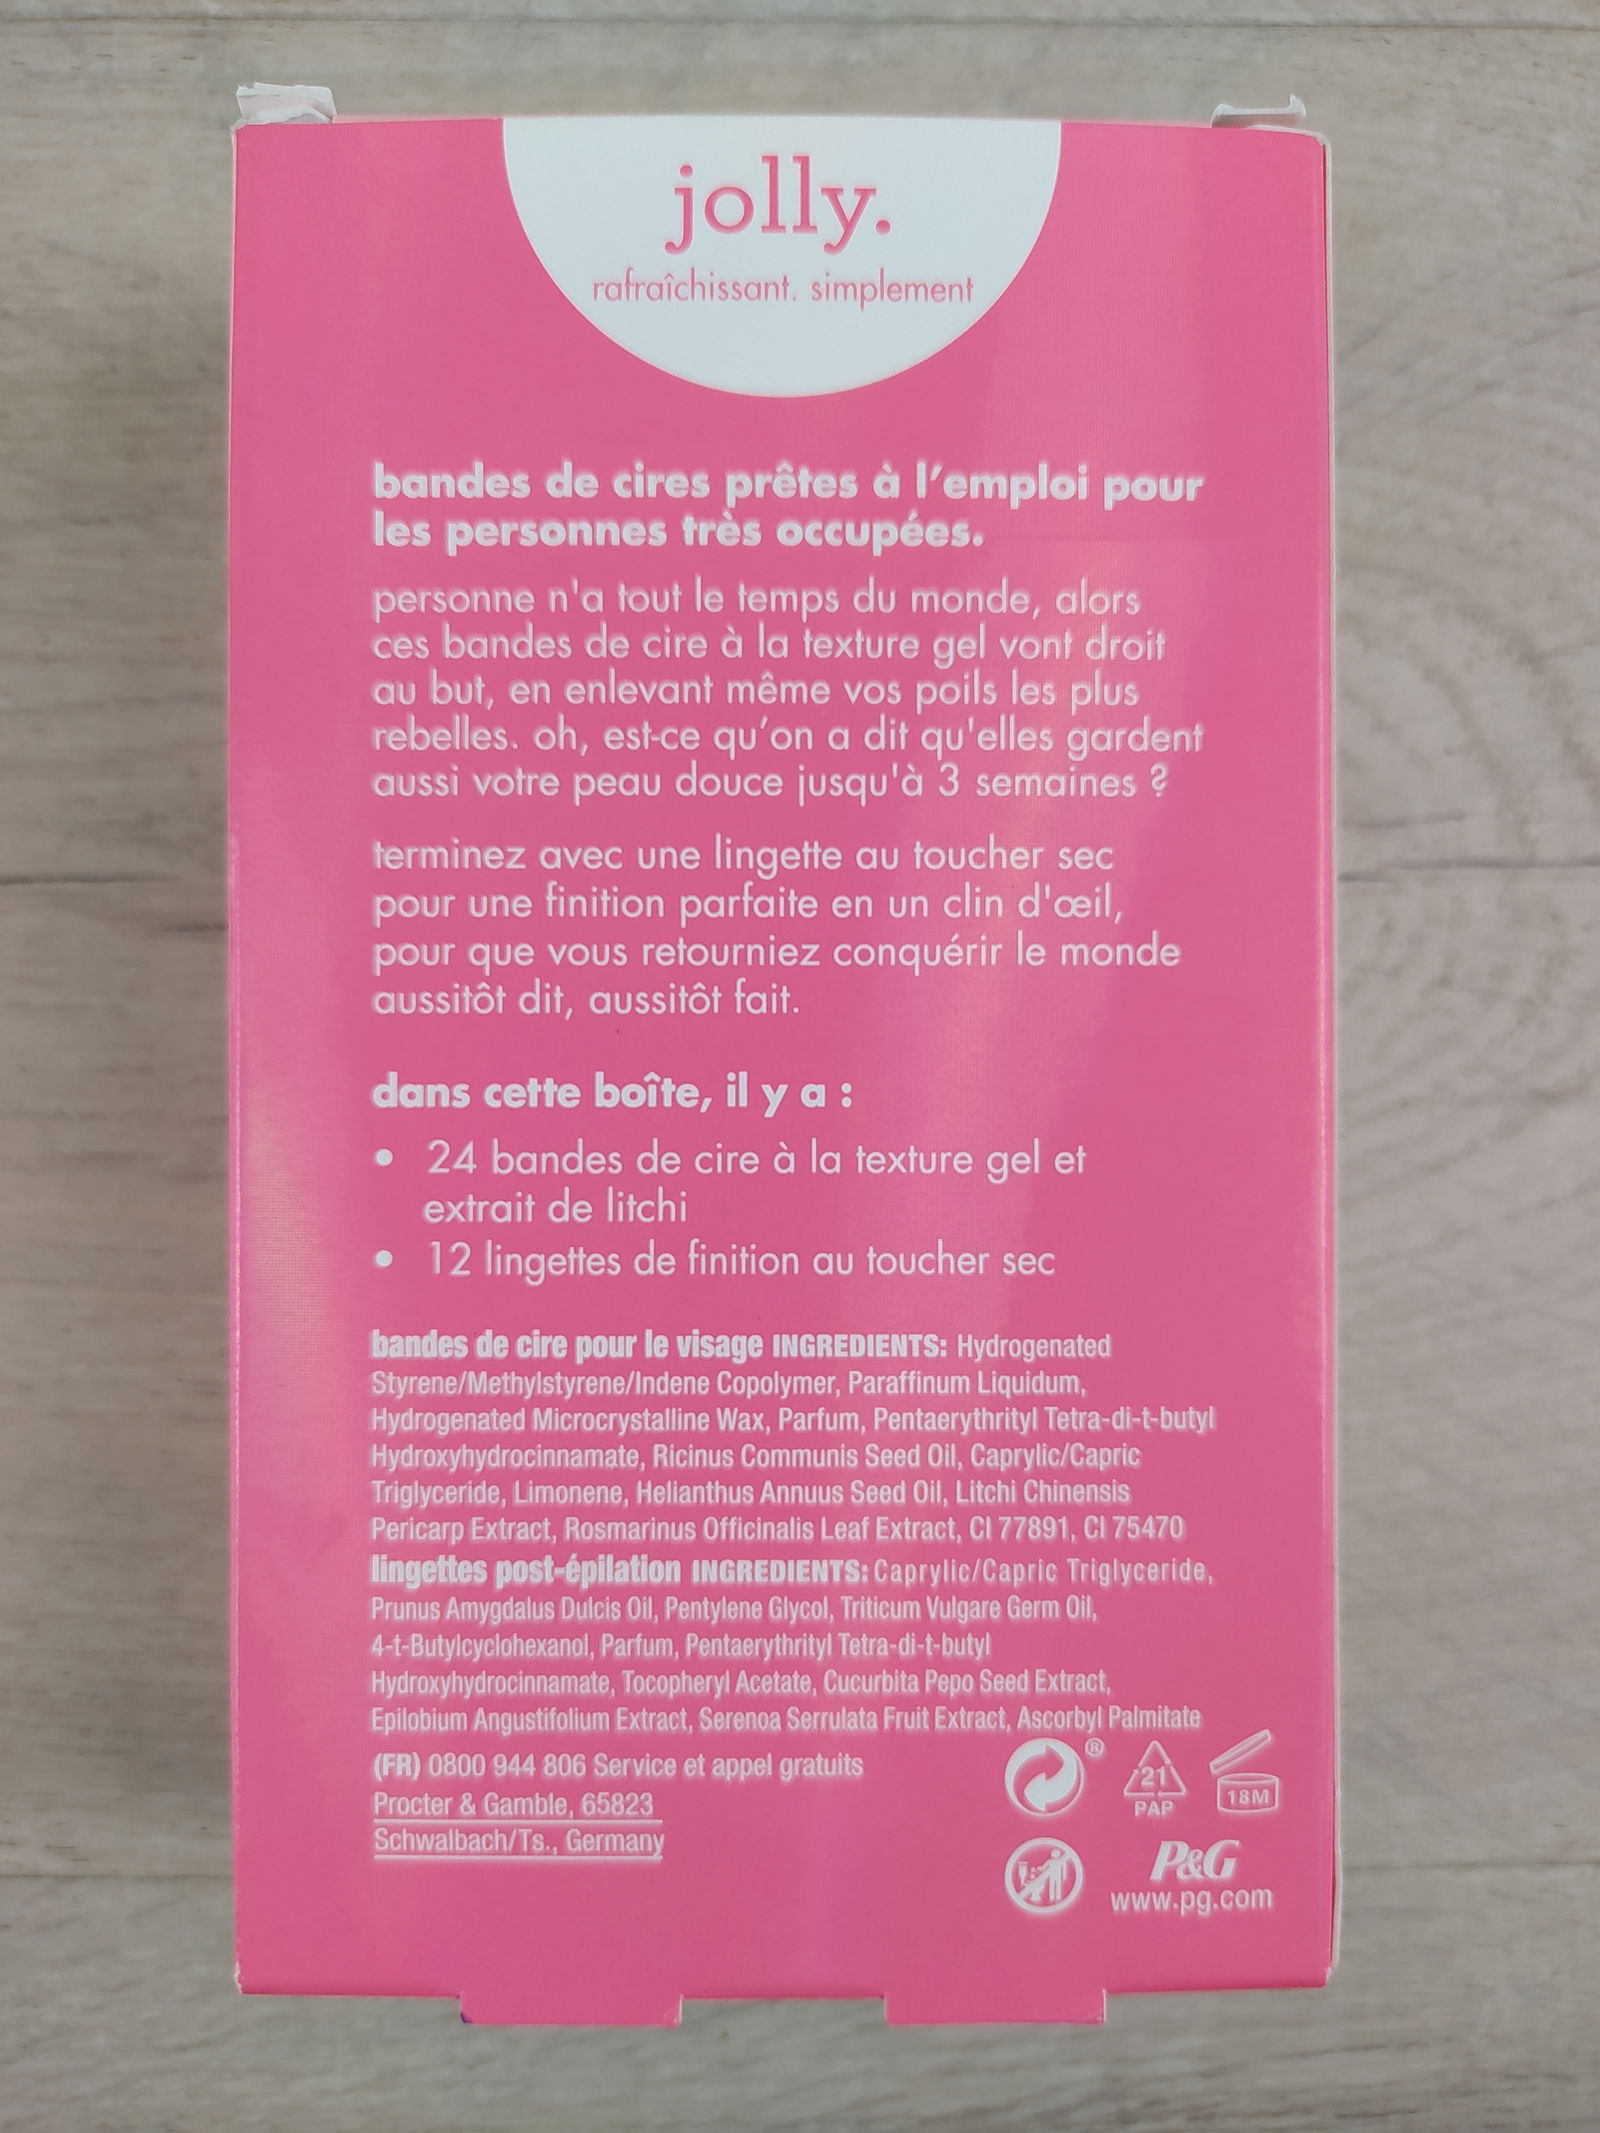 jolly.
rafraîchissant. simplement
bandes de cires prêtes à l’emploi pour
les personnes très occupées.
personne n'a tout le temps du monde, alors
ces bandes de cire à la texture gel vont droit
au but, en enlevant même vos poils les plus
rebelles. oh, est-ce qu’on a dit qu'elles gardent
aussi votre peau douce jusqu'à 3 semaines ?
terminez avec une lingette au toucher sec
pour une finition parfaite en un clin d'œil,
pour que vous retourniez conquérir le monde
aussitôt dit, aussitôt fait.
dans cette boîte, il y a :
• 24 bandes de cire à la texture gel et
extrait de litchi
• 12 lingettes de finition au toucher sec
bandes de cire pour le visage INGREDIENTS: Hydrogenated
Styrene/Methylstyrene/Indene Copolymer, Paraffinum Liquidum,
Hydrogenated Microcrystalline Wax, Parfum, Pentaerythrityl Tetra-di-t-butyl
Hydroxyhydrocinnamate, Ricinus Communis Seed Oil, Caprylic/Capric
Triglyceride, Limonene, Helianthus Annuus Seed Oil, Litchi Chinensis
Pericarp Extract, Rosmarinus Officinalis Leaf Extract, CI 77891, CI 75470
lingettes post-épilation INGREDIENTS: Caprylic/Capric Triglyceride,
Prunus Amygdalus Dulcis Oil, Pentylene Glycol, Triticum Vulgare Germ Oil,
4-t-Butylcyclohexanol, Parfum, Pentaerythrityl Tetra-di-t-butyl
Hydroxyhydrocinnamate, Tocopheryl Acetate, Cucurbita Pepo Seed Extract,
Epilobium Angustifolium Extract, Serenoa Serrulata Fruit Extract, Ascorbyl Palmitate
(FR) 0800 944 806 Service et appel gratuits
Procter & Gamble, 65823
Schwalbach/Ts., Germany
®
21
PAP
18M
P&G
www.pg.com